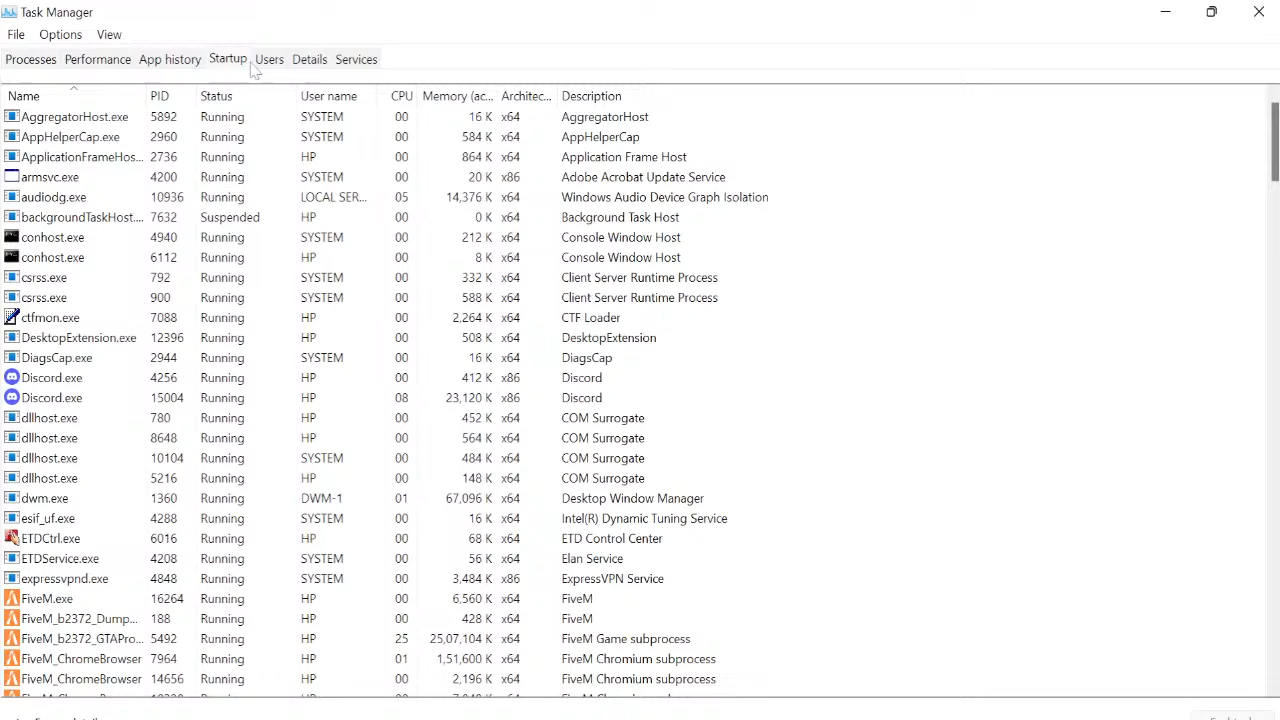 Task Manager
File Options View
Processes Performance App history Startup Users Details Services
Name PID Status User name CPU Memory (ac... Architec... Description
AggregatorHost.exe 5892 Running SYSTEM 00 16 K x64 AggregatorHost
AppHelperCap.exe 2960 Running SYSTEM 00 584 K x64 AppHelperCap
ApplicationFrameHos... 2736 Running HP 00 864 K x64 Application Frame Host
armsvc.exe 4200 Running SYSTEM 00 20 K x86 Adobe Acrobat Update Service
audiodg.exe 10936 Running LOCAL SER... 05 14,376 K x64 Windows Audio Device Graph Isolation
backgroundTaskHost.... 7632 Suspended HP 00 0 K x64 Background Task Host
conhost.exe 4940 Running SYSTEM 00 212 K x64 Console Window Host
conhost.exe 6112 Running HP 00 8 K x64 Console Window Host
csrss.exe 792 Running SYSTEM 00 332 K x64 Client Server Runtime Process
csrss.exe 900 Running SYSTEM 00 588 K x64 Client Server Runtime Process
ctfmon.exe 7088 Running HP 00 2,264 K x64 CTF Loader
DesktopExtension.exe 12396 Running HP 00 508 K x64 DesktopExtension
DiagsCap.exe 2944 Running SYSTEM 00 16 K x64 DiagsCap
Discord.exe 4256 Running HP 00 412 K x86 Discord
Discord.exe 15004 Running HP 08 23,120 K x86 Discord
dllhost.exe 780 Running HP 00 452 K x64 COM Surrogate
dllhost.exe 8648 Running HP 00 564 K x64 COM Surrogate
dllhost.exe 10104 Running SYSTEM 00 484 K x64 COM Surrogate
dllhost.exe 5216 Running HP 00 148 K x64 COM Surrogate
dwm.exe 1360 Running DWM-1 01 67,096 K x64 Desktop Window Manager
esif_uf.exe 4288 Running SYSTEM 00 16 K x64 Intel(R) Dynamic Tuning Service
ETDCtrl.exe 6016 Running HP 00 68 K x64 ETD Control Center
ETDService.exe 4208 Running SYSTEM 00 56 K x64 Elan Service
expressvpnd.exe 4848 Running SYSTEM 00 3,484 K x86 ExpressVPN Service
FiveM.exe 16264 Running HP 00 6,560 K x64 FiveM
FiveM_b2372_Dump... 188 Running HP 00 428 K x64 FiveM
FiveM_b2372_GTAPro... 5492 Running HP 25 25,07,104 K x64 FiveM Game subprocess
FiveM_ChromeBrowser 7964 Running HP 01 1,51,600 K x64 FiveM Chromium subprocess
FiveM_ChromeBrowser 14656 Running HP 00 2,196 K x64 FiveM Chromium subprocess